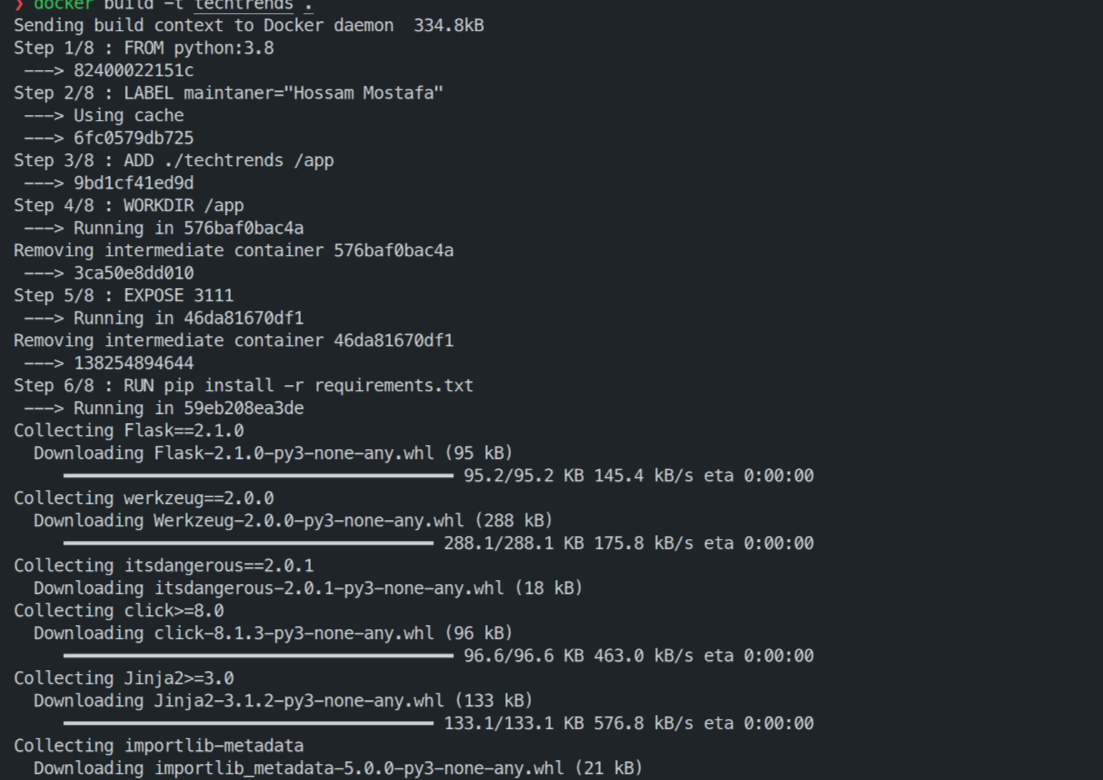 ❯ docker build -t techtrends .
Sending build context to Docker daemon  334.8kB
Step 1/8 : FROM python:3.8
 ---> 82400022151c
Step 2/8 : LABEL maintaner="Hossam Mostafa"
 ---> Using cache
 ---> 6fc0579db725
Step 3/8 : ADD ./techtrends /app
 ---> 9bd1cf41ed9d
Step 4/8 : WORKDIR /app
 ---> Running in 576baf0bac4a
Removing intermediate container 576baf0bac4a
 ---> 3ca50e8dd010
Step 5/8 : EXPOSE 3111
 ---> Running in 46da81670df1
Removing intermediate container 46da81670df1
 ---> 138254894644
Step 6/8 : RUN pip install -r requirements.txt
 ---> Running in 59eb208ea3de
Collecting Flask==2.1.0
  Downloading Flask-2.1.0-py3-none-any.whl (95 kB)
95.2/95.2 KB 145.4 kB/s eta 0:00:00
Collecting werkzeug==2.0.0
  Downloading Werkzeug-2.0.0-py3-none-any.whl (288 kB)
288.1/288.1 KB 175.8 kB/s eta 0:00:00
Collecting itsdangerous==2.0.1
  Downloading itsdangerous-2.0.1-py3-none-any.whl (18 kB)
Collecting click>=8.0
  Downloading click-8.1.3-py3-none-any.whl (96 kB)
96.6/96.6 KB 463.0 kB/s eta 0:00:00
Collecting Jinja2>=3.0
  Downloading Jinja2-3.1.2-py3-none-any.whl (133 kB)
133.1/133.1 KB 576.8 kB/s eta 0:00:00
Collecting importlib-metadata
  Downloading importlib_metadata-5.0.0-py3-none-any.whl (21 kB)